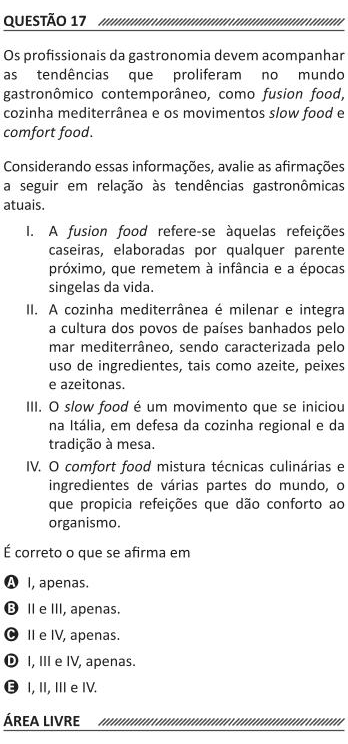 QUESTÃO 17
Os profissionais da gastronomia devem acompanhar
as tendências que proliferam no mundo
gastronômico contemporâneo, como fusion food,
cozinha mediterrânea e os movimentos slow food e
comfort food.
Considerando essas informações, avalie as afirmações
a seguir em relação às tendências gastronômicas
atuais.
I. A fusion food refere-se àquelas refeições
caseiras, elaboradas por qualquer parente
próximo, que remetem à infância e a épocas
singelas da vida.
II. A cozinha mediterrânea é milenar e integra
a cultura dos povos de países banhados pelo
mar mediterrâneo, sendo caracterizada pelo
uso de ingredientes, tais como azeite, peixes
e azeitonas.
III. O slow food é um movimento que se iniciou
na Itália, em defesa da cozinha regional e da
tradição à mesa.
IV. O comfort food mistura técnicas culinárias e
ingredientes de várias partes do mundo, o
que propicia refeições que dão conforto ao
organismo.
É correto o que se afirma em
A I, apenas.
B II e III, apenas.
C II e IV, apenas.
D I, III e IV, apenas.
E I, II, III e IV.
ÁREA LIVRE